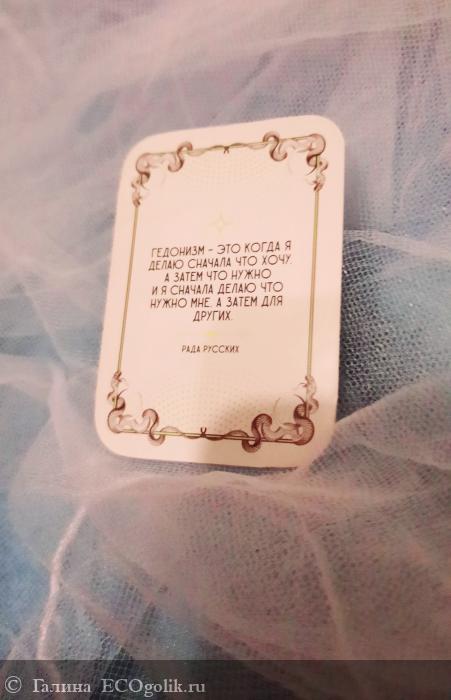 ГЕДОНИЗМ - ЭТО КОГДА Я
ДЕЛАЮ СНАЧАЛА ЧТО ХОЧУ,
А ЗАТЕМ ЧТО НУЖНО
И Я СНАЧАЛА ДЕЛАЮ ЧТО
НУЖНО МНЕ, А ЗАТЕМ ДЛЯ
ДРУГИХ.
РАДА РУССКИХ
© Галина ECOgolik.ru